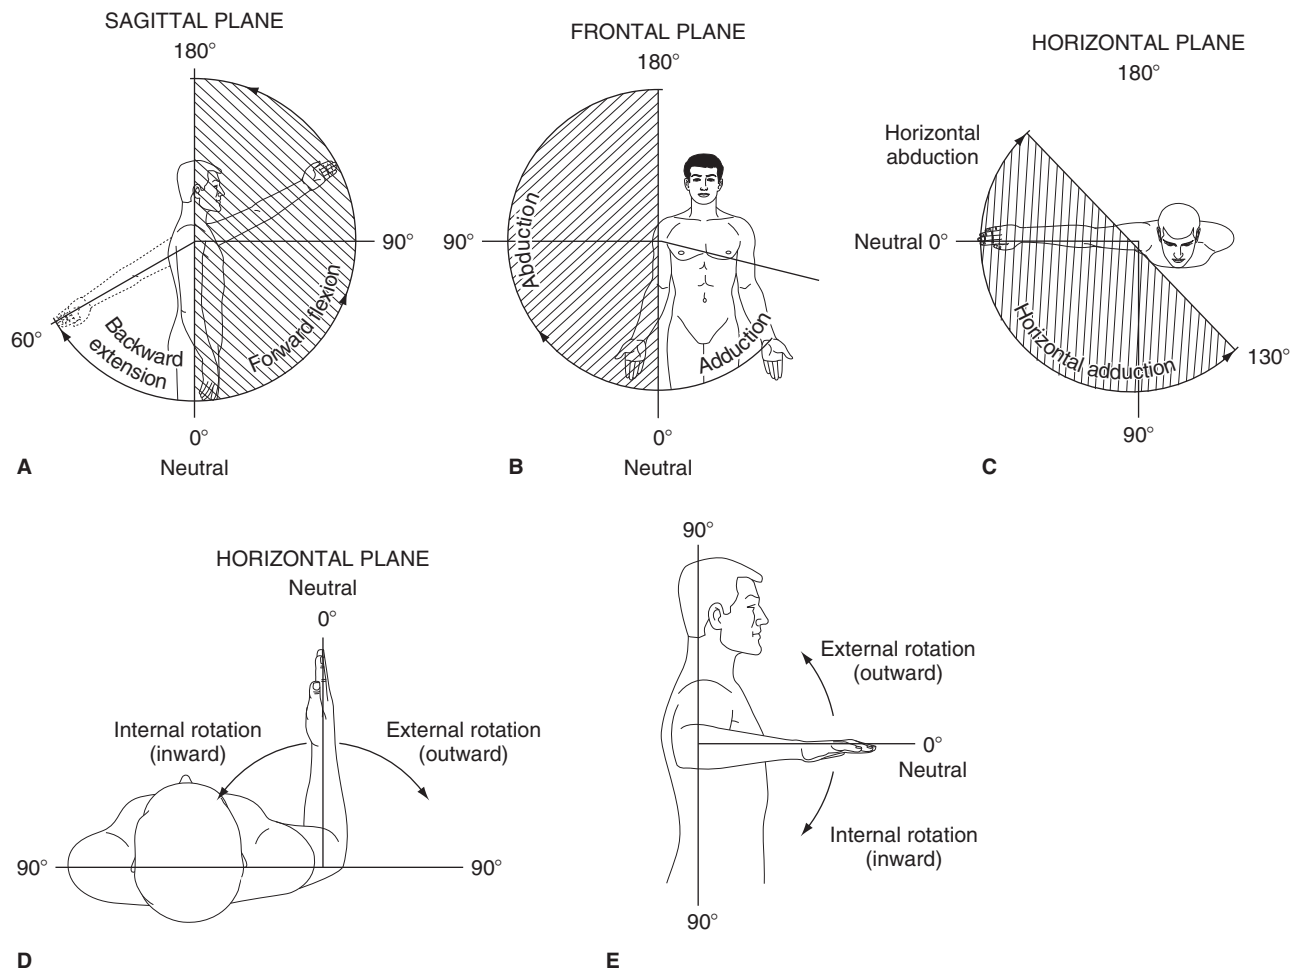 SAGITTAL PLANE
180°
90°
60°
Backward
extension
Forward flexion
0°
Neutral
A
FRONTAL PLANE
180°
90°
Abduction
Adduction
0°
Neutral
B
HORIZONTAL PLANE
180°
Horizontal
abduction
Neutral 0°
Horizontal adduction
130°
90°
C
HORIZONTAL PLANE
Neutral
0°
Internal rotation
(inward)
External rotation
(outward)
90°
90°
D
90°
External rotation
(outward)
0°
Neutral
Internal rotation
(inward)
90°
E